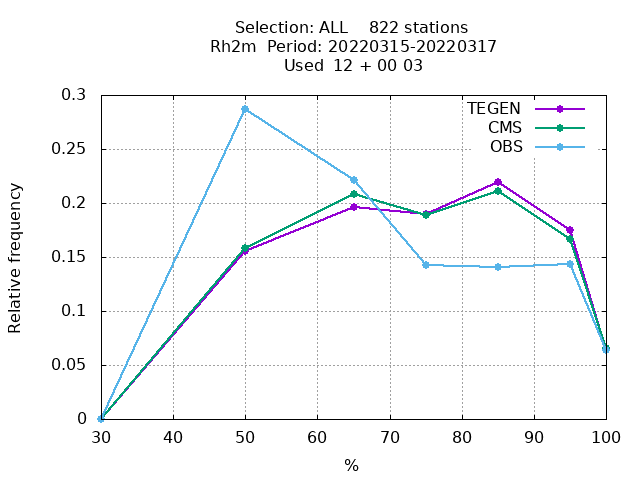 Selection: ALL    822 stations
Rh2m  Period: 20220315-20220317
Used  12 + 00 03
TEGEN
CMS
OBS
0.3
0.25
0.2
0.15
0.1
0.05
0
Relative frequency
30 40 50 60 70 80 90 100
%